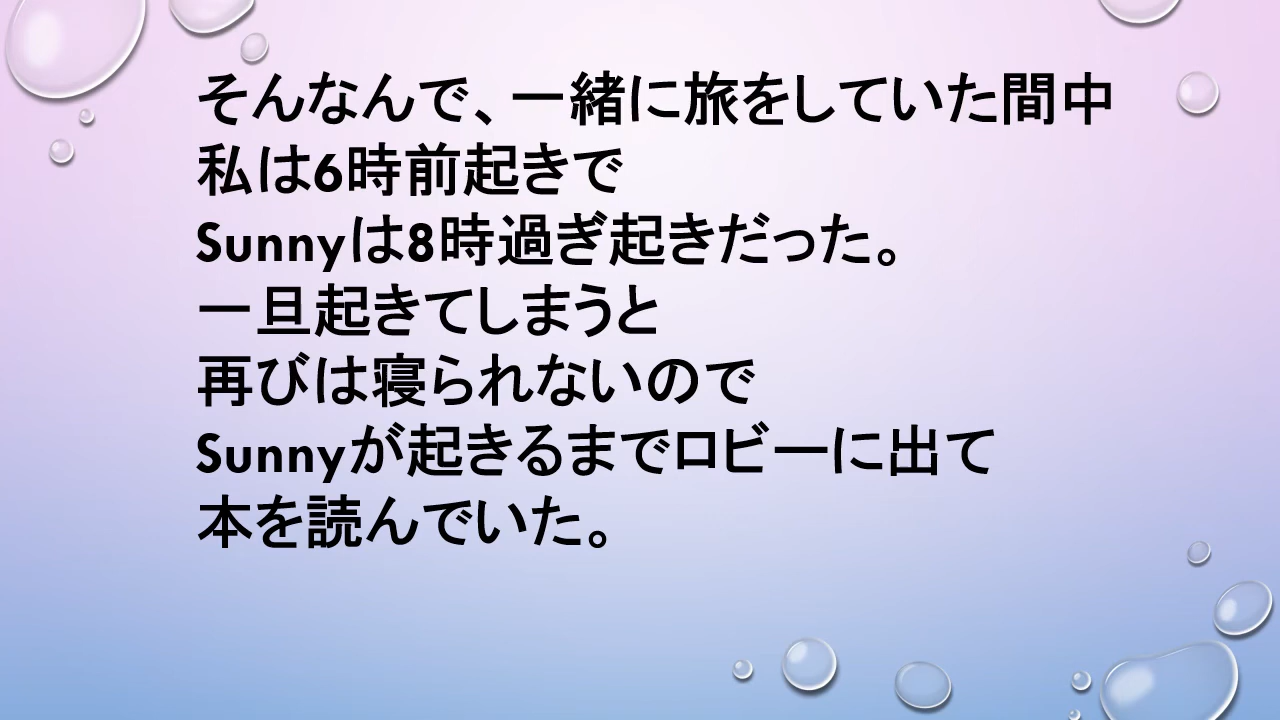 そんなんで、一緒に旅をしていた間中
私は6時前起きで
Sunnyは8時過ぎ起きだった。
一旦起きてしまうと
再びは寝られないので
Sunnyが起きるまでロビーに出て
本を読んでいた。